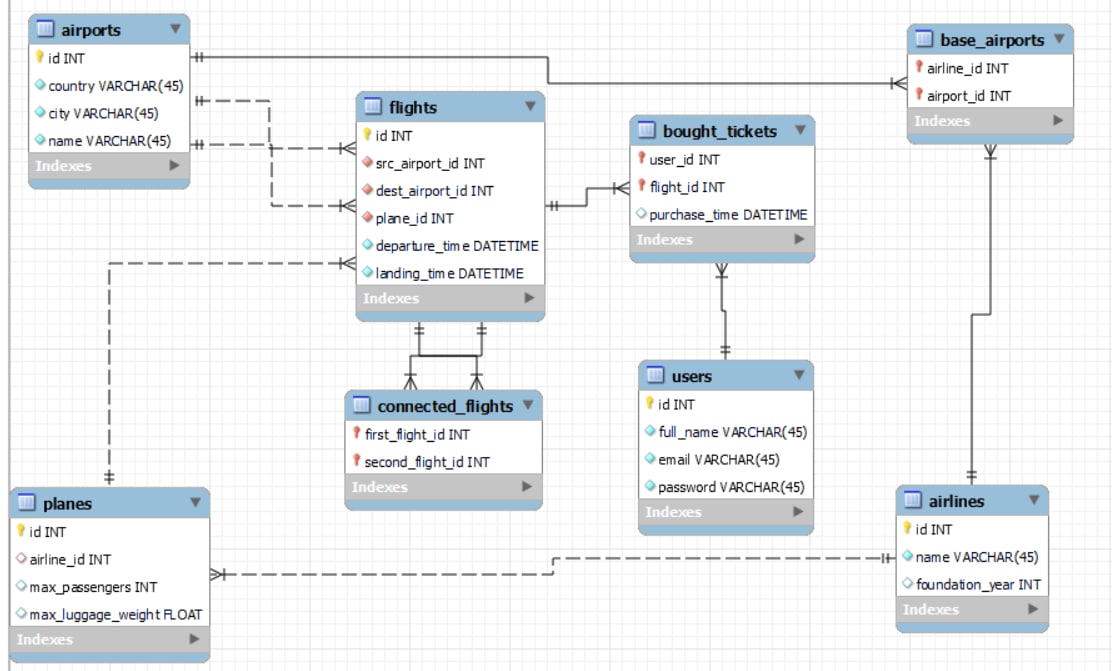 airports
id INT
country VARCHAR(45)
city VARCHAR(45)
name VARCHAR(45)
Indexes
base_airports
airline_id INT
airport_id INT
Indexes
flights
id INT
src_airport_id INT
dest_airport_id INT
plane_id INT
departure_time DATETIME
landing_time DATETIME
Indexes
bought_tickets
user_id INT
flight_id INT
purchase_time DATETIME
Indexes
connected_flights
first_flight_id INT
second_flight_id INT
Indexes
users
id INT
full_name VARCHAR(45)
email VARCHAR(45)
password VARCHAR(45)
Indexes
planes
id INT
airline_id INT
max_passengers INT
max_luggage_weight FLOAT
Indexes
airlines
id INT
name VARCHAR(45)
foundation_year INT
Indexes